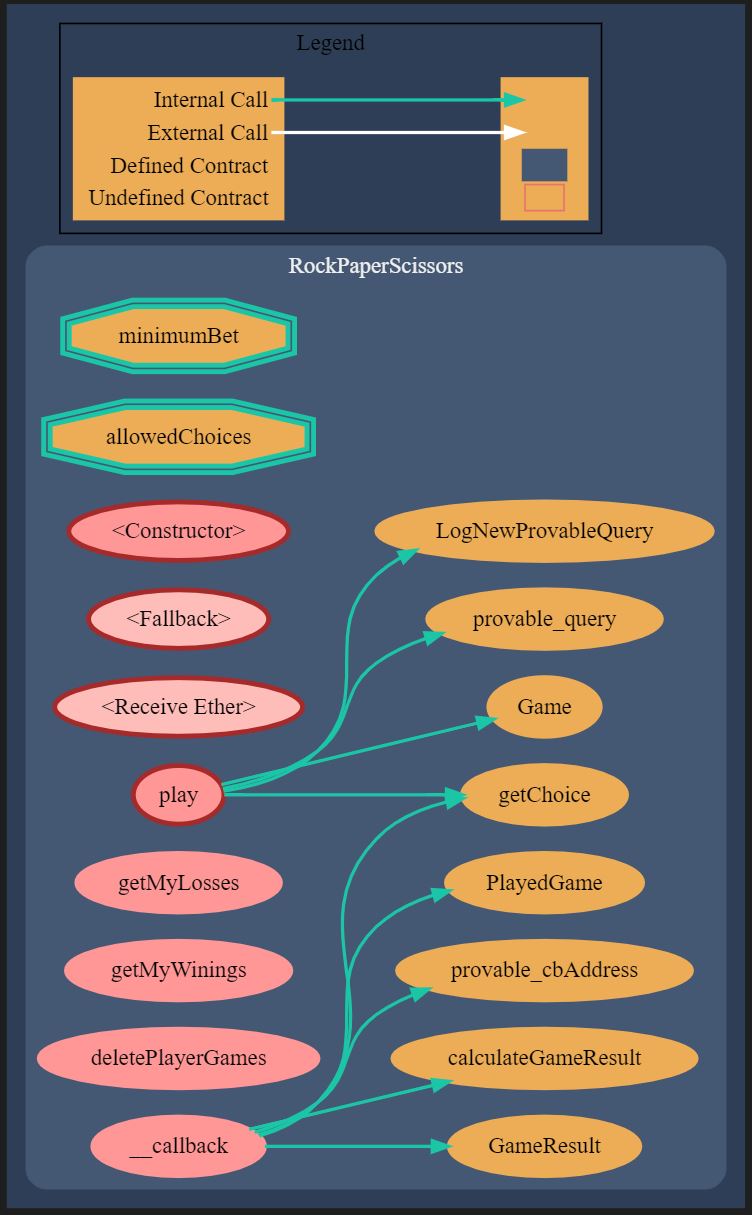 Legend
Internal Call
External Call
Defined Contract
Undefined Contract
RockPaperScissors
minimumBet
allowedChoices
<Constructor>
LogNewProvableQuery
<Fallback>
provable_query
<Receive Ether>
Game
play
getChoice
getMyLosses
PlayedGame
getMyWinings
provable_cbAddress
deletePlayerGames
calculateGameResult
__callback
GameResult